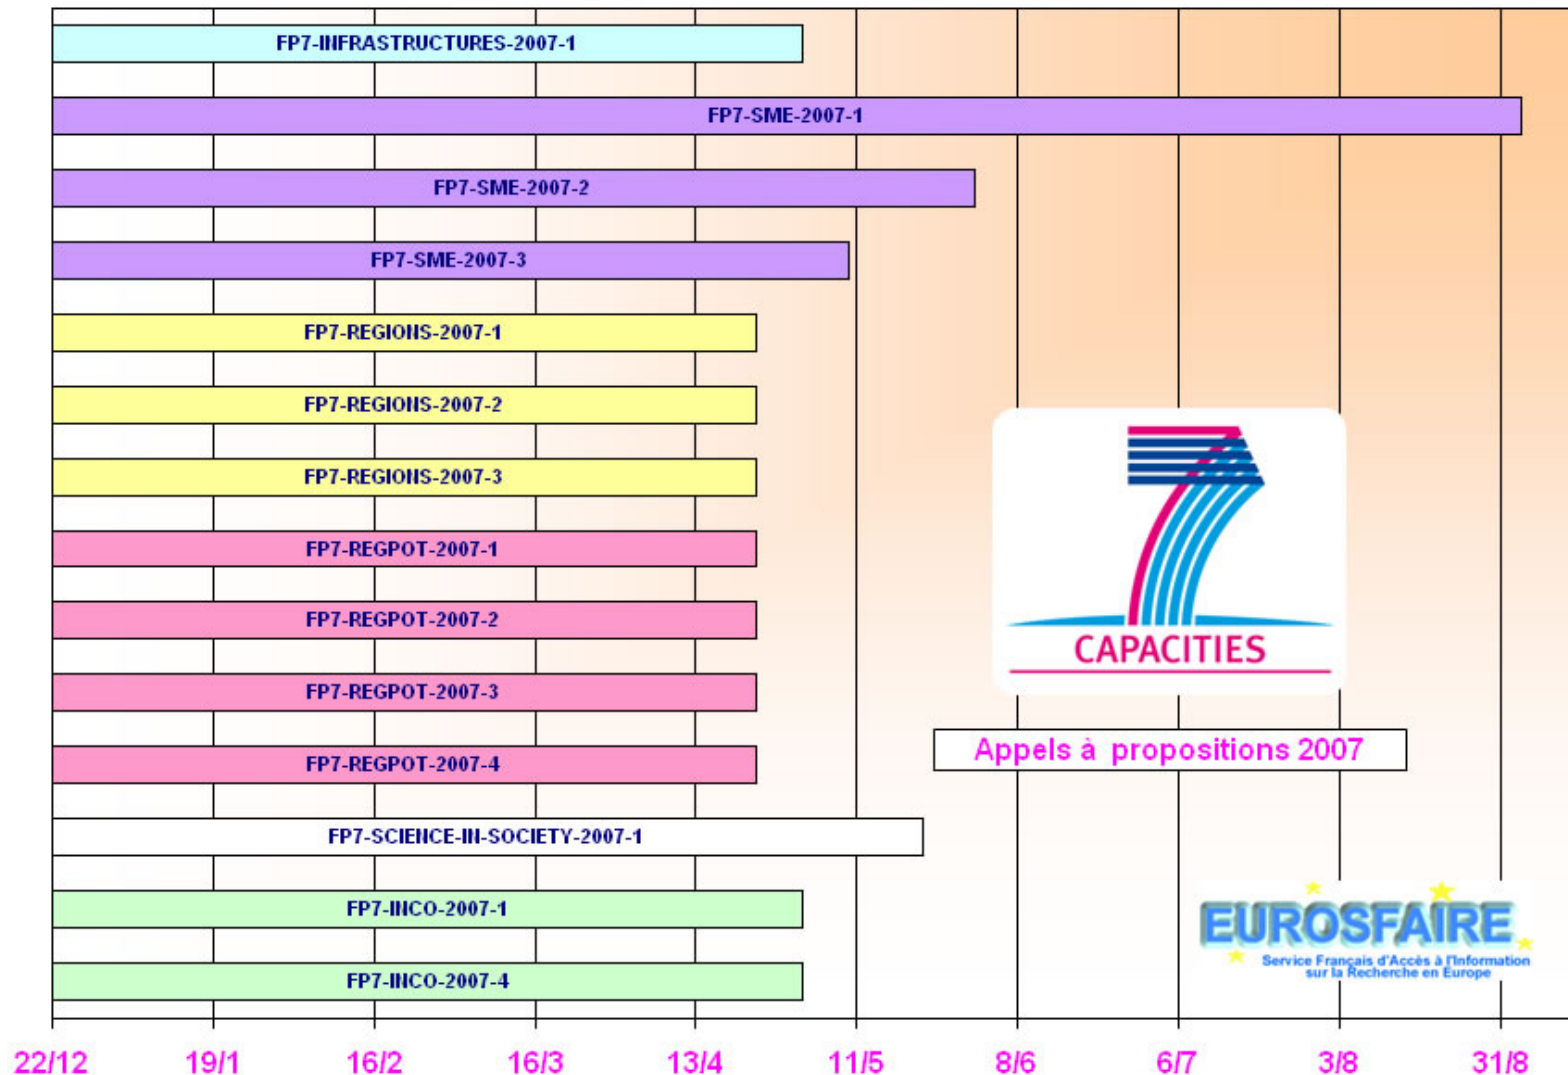 FP7-INFRASTRUCTURES-2007-1
FP7-SME-2007-1
FP7-SME-2007-2
FP7-SME-2007-3
FP7-REGIONS-2007-1
FP7-REGIONS-2007-2
FP7-REGIONS-2007-3
FP7-REGPOT-2007-1
FP7-REGPOT-2007-2
FP7-REGPOT-2007-3
FP7-REGPOT-2007-4
FP7-SCIENCE-IN-SOCIETY-2007-1
FP7-INCO-2007-1
FP7-INCO-2007-4
7
CAPACITIES
Appels à propositions 2007
EUROSFAIRE
Service Français d'Accès à l'Information
sur la Recherche en Europe
22/12 19/1 16/2 16/3 13/4 11/5 8/6 6/7 3/8 31/8